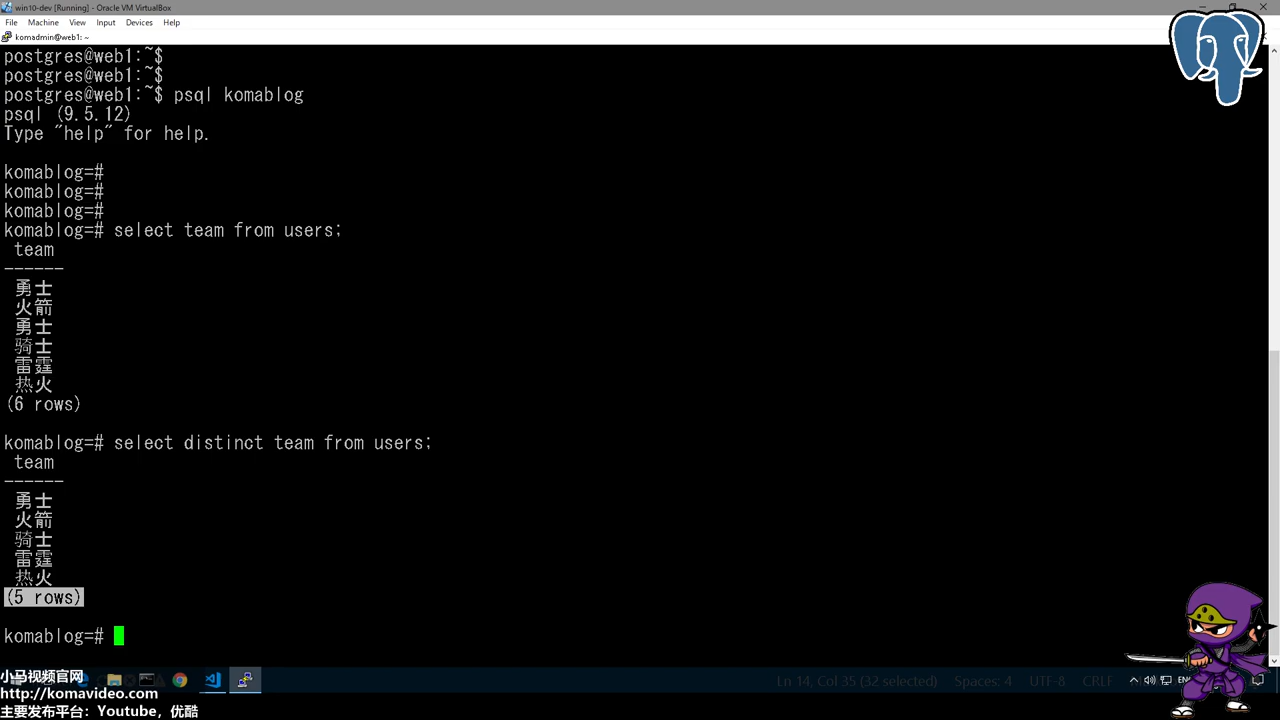 win10-dev [Running] - Oracle VM VirtualBox
File Machine View Input Devices Help
komadmin@web1: ~
postgres@web1:~$
postgres@web1:~$
postgres@web1:~$ psql komablog
psql (9.5.12)
Type "help" for help.
komablog=#
komablog=#
komablog=#
komablog=# select team from users;
team
------
勇士
火箭
勇士
骑士
雷霆
热火
(6 rows)
komablog=# select distinct team from users;
team
------
勇士
火箭
骑士
雷霆
热火
(5 rows)
komablog=#
小马视频官网
http://komavideo.com
主要发布平台：Youtube，优酷
Ln 14, Col 35 (32 selected) Spaces: 4 UTF-8 CRLF